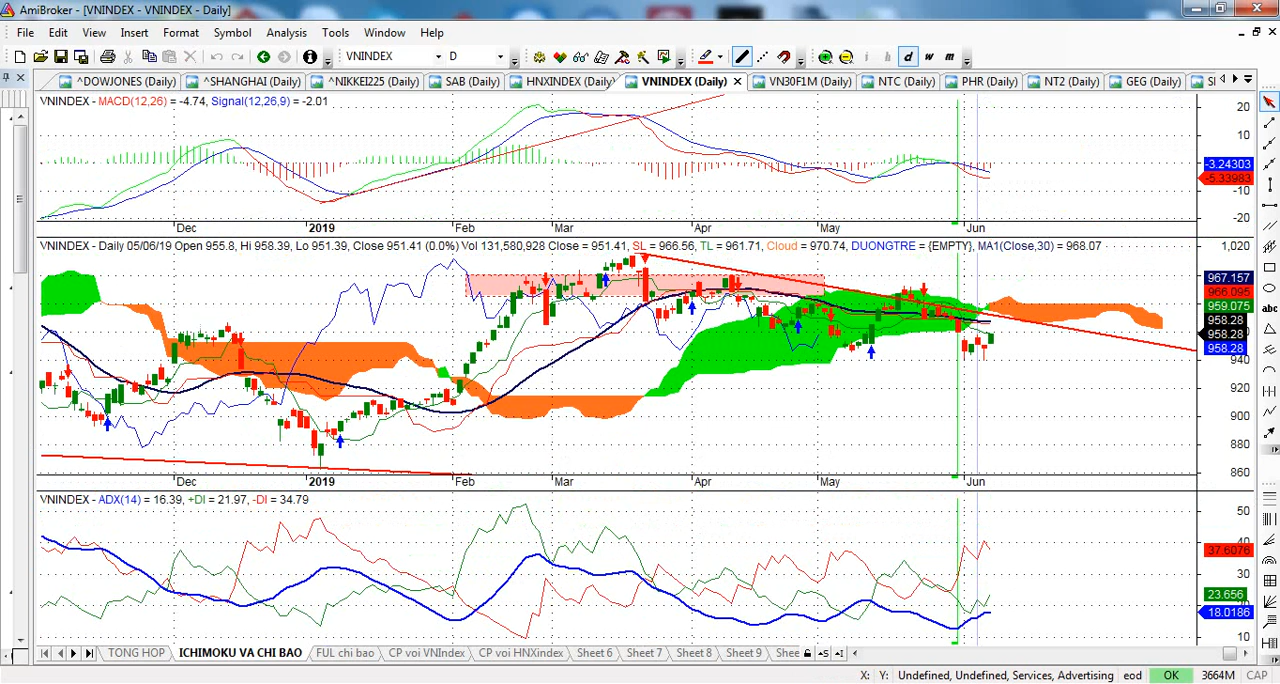 AmiBroker - [VNINDEX - VNINDEX - Daily]
File Edit View Insert Format Symbol Analysis Tools Window Help
VNINDEX D i h d w m
^DOWJONES (Daily) ^SHANGHAI (Daily) ^NIKKEI225 (Daily) SAB (Daily) HNXINDEX (Daily) VNINDEX (Daily) VN30F1M (Daily) NTC (Daily) PHR (Daily) NT2 (Daily) GEG (Daily) SI
VNINDEX - MACD(12,26) = -4.74, Signal(12,26,9) = -2.01
20
10
-3.24303
-5.33983
-10
-20
Dec 2019 Feb Mar Apr May Jun
VNINDEX - Daily 05/06/19 Open 955.8, Hi 958.39, Lo 951.39, Close 951.41 (0.0%) Vol 131,580,928 Close = 951.41, SL = 966.56, TL = 961.71, Cloud = 970.74, DUONGTRE = {EMPTY}, MA1(Close,30) = 968.07
1,020
967.157
966.095
959.075
958.28
958.28
958.28
940
920
900
880
860
Dec 2019 Feb Mar Apr May Jun
VNINDEX - ADX(14) = 16.39, +DI = 21.97, -DI = 34.79
50
40
37.6076
30
23.656
18.0186
10
TONG HOP ICHIMOKU VA CHI BAO FUL chi bao CP voi VNIndex CP voi HNXindex Sheet 6 Sheet 7 Sheet 8 Sheet 9 Shee
X: Y: Undefined, Undefined, Services, Advertising eod OK 3664M CAP
abc